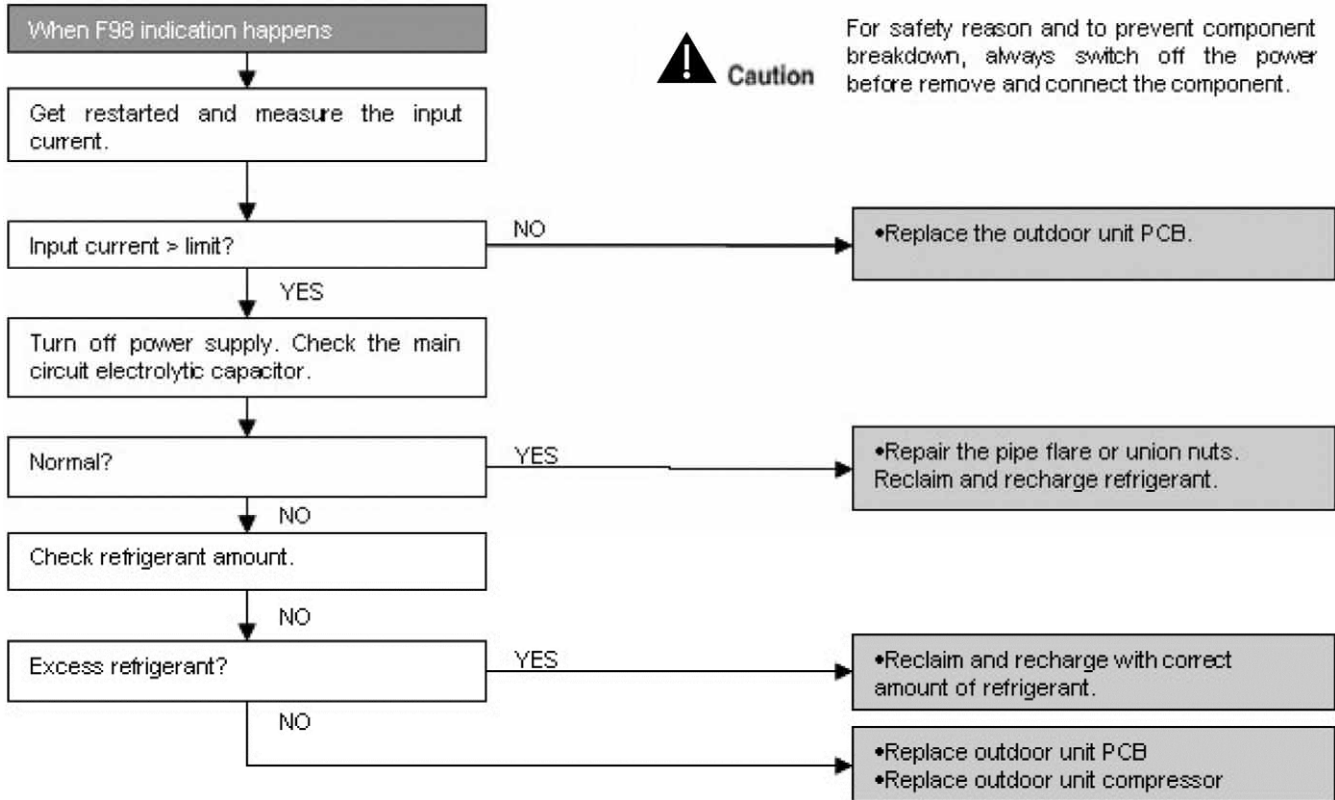 When F98 indication happens
Caution
For safety reason and to prevent component
breakdown, always switch off the power
before remove and connect the component.
Get restarted and measure the input
current.
Input current > limit?
NO
•Replace the outdoor unit PCB.
YES
Turn off power supply. Check the main
circuit electrolytic capacitor.
Normal?
YES
•Repair the pipe flare or union nuts.
Reclaim and recharge refrigerant.
NO
Check refrigerant amount.
NO
Excess refrigerant?
YES
•Reclaim and recharge with correct
amount of refrigerant.
NO
•Replace outdoor unit PCB
•Replace outdoor unit compressor